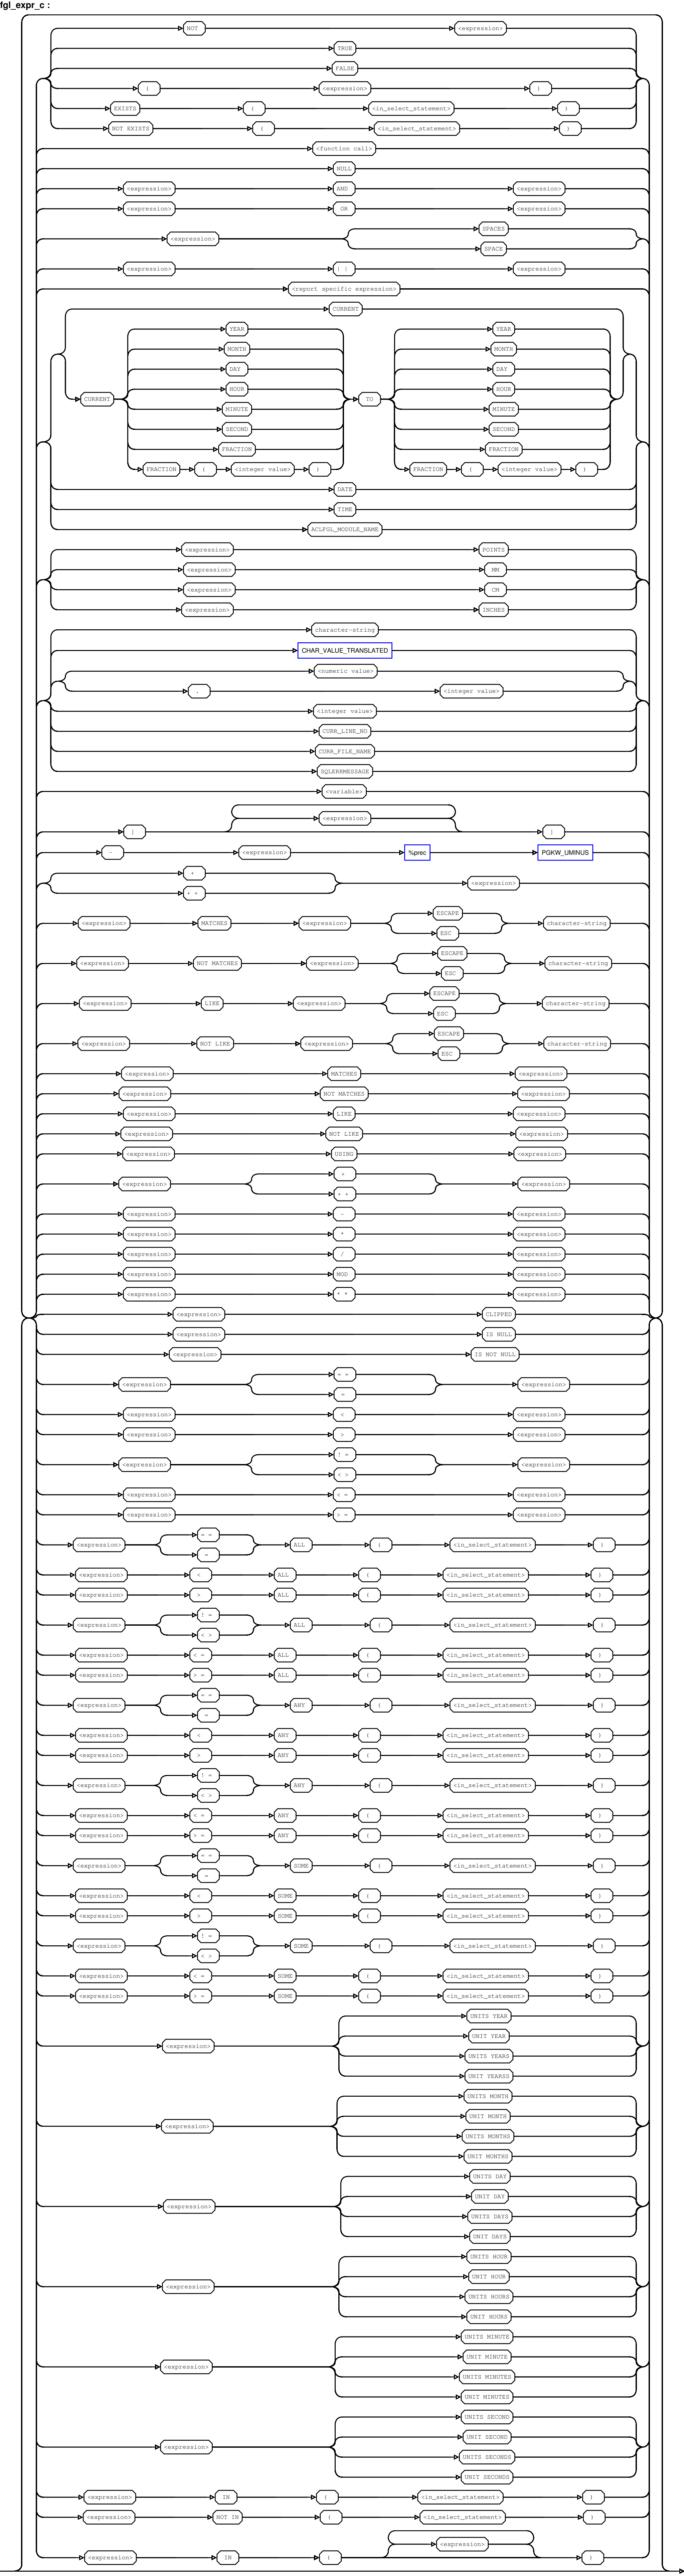 fgl_expr_c :
NOT <expression>
TRUE
FALSE
( <expression> )
EXISTS ( <in_select_statement> )
NOT EXISTS ( <in_select_statement> )
<function call>
NULL
<expression> AND <expression>
<expression> OR <expression>
SPACES
<expression>
SPACE
<expression> | | <expression>
<report specific expression>
CURRENT
YEAR YEAR
MONTH MONTH
DAY DAY
HOUR HOUR
CURRENT TO
MINUTE MINUTE
SECOND SECOND
FRACTION FRACTION
FRACTION ( <integer value> ) FRACTION ( <integer value> )
DATE
TIME
ACLFGL_MODULE_NAME
<expression> POINTS
<expression> MM
<expression> CM
<expression> INCHES
character-string
CHAR_VALUE_TRANSLATED
<numeric value>
. <integer value>
<integer value>
CURR_LINE_NO
CURR_FILE_NAME
SQLERRMESSAGE
<variable>
<expression>
[ ]
- <expression> %prec PGKW_UMINUS
+
<expression>
+ +
ESCAPE
<expression> MATCHES <expression> character-string
ESC
ESCAPE
<expression> NOT MATCHES <expression> character-string
ESC
ESCAPE
<expression> LIKE <expression> character-string
ESC
ESCAPE
<expression> NOT LIKE <expression> character-string
ESC
<expression> MATCHES <expression>
<expression> NOT MATCHES <expression>
<expression> LIKE <expression>
<expression> NOT LIKE <expression>
<expression> USING <expression>
+
<expression> <expression>
+ +
<expression> - <expression>
<expression> * <expression>
<expression> / <expression>
<expression> MOD <expression>
<expression> * * <expression>
<expression> CLIPPED
<expression> IS NULL
<expression> IS NOT NULL
= =
<expression> <expression>
=
<expression> < <expression>
<expression> > <expression>
! =
<expression> <expression>
< >
<expression> < = <expression>
<expression> > = <expression>
= =
<expression> ALL ( <in_select_statement> )
=
<expression> < ALL ( <in_select_statement> )
<expression> > ALL ( <in_select_statement> )
! =
<expression> ALL ( <in_select_statement> )
< >
<expression> < = ALL ( <in_select_statement> )
<expression> > = ALL ( <in_select_statement> )
= =
<expression> ANY ( <in_select_statement> )
=
<expression> < ANY ( <in_select_statement> )
<expression> > ANY ( <in_select_statement> )
! =
<expression> ANY ( <in_select_statement> )
< >
<expression> < = ANY ( <in_select_statement> )
<expression> > = ANY ( <in_select_statement> )
= =
<expression> SOME ( <in_select_statement> )
=
<expression> < SOME ( <in_select_statement> )
<expression> > SOME ( <in_select_statement> )
! =
<expression> SOME ( <in_select_statement> )
< >
<expression> < = SOME ( <in_select_statement> )
<expression> > = SOME ( <in_select_statement> )
UNITS YEAR
UNIT YEAR
<expression>
UNITS YEARS
UNIT YEARSS
UNITS MONTH
UNIT MONTH
<expression>
UNITS MONTHS
UNIT MONTHS
UNITS DAY
UNIT DAY
<expression>
UNITS DAYS
UNIT DAYS
UNITS HOUR
UNIT HOUR
<expression>
UNITS HOURS
UNIT HOURS
UNITS MINUTE
UNIT MINUTE
<expression>
UNITS MINUTES
UNIT MINUTES
UNITS SECOND
UNIT SECOND
<expression>
UNITS SECONDS
UNIT SECONDS
<expression> IN ( <in_select_statement> )
<expression> NOT IN ( <in_select_statement> )
<expression>
<expression> IN ( )